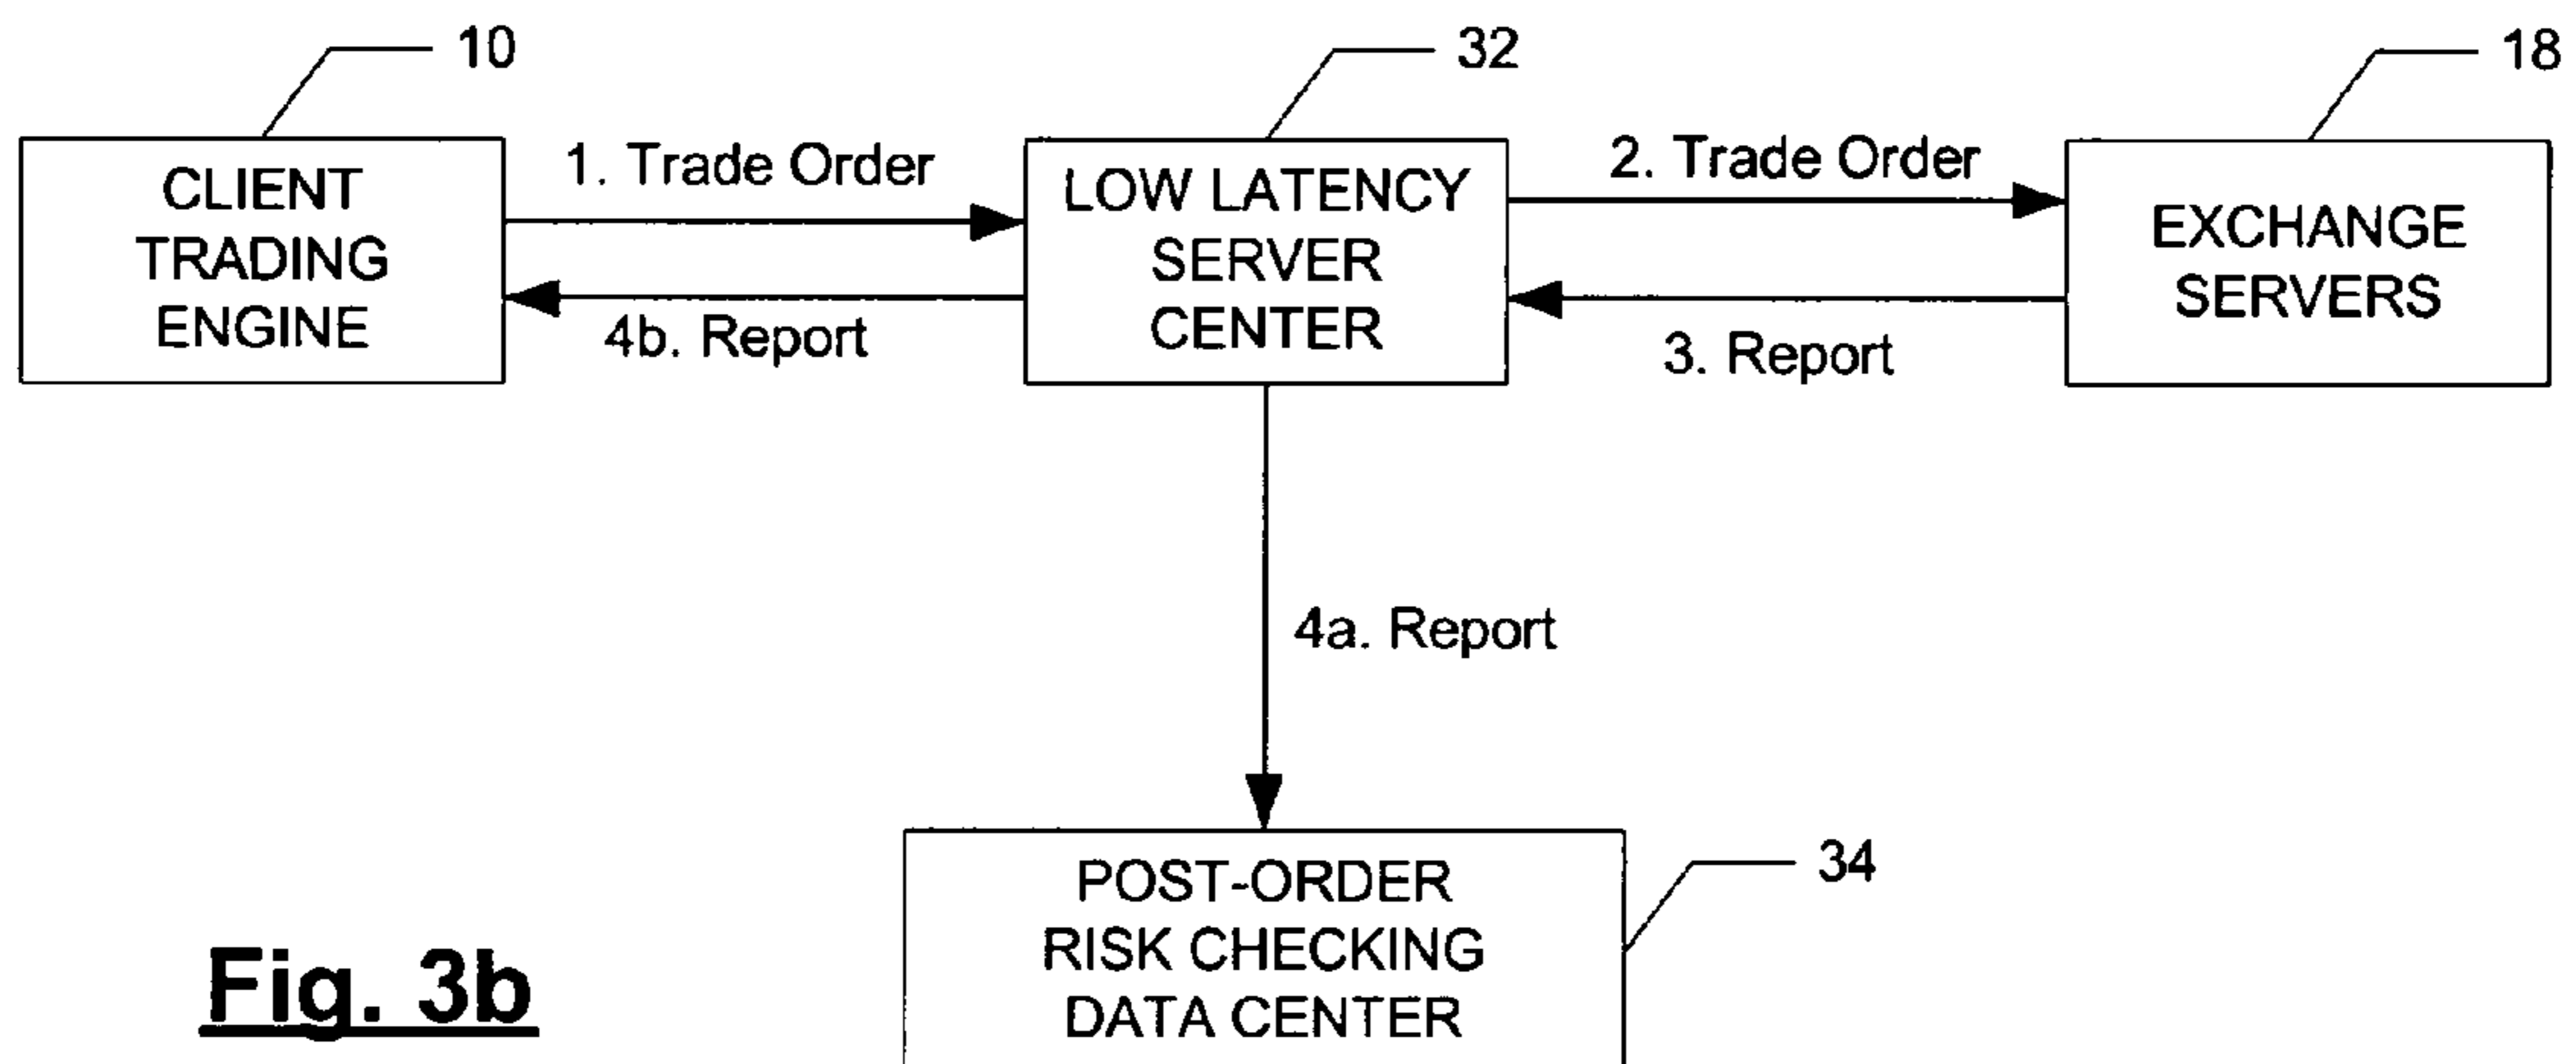 10
32
18
CLIENT
TRADING
ENGINE
1. Trade Order
4b. Report
LOW LATENCY
SERVER
CENTER
2. Trade Order
3. Report
EXCHANGE
SERVERS
4a. Report
34
POST-ORDER
RISK CHECKING
DATA CENTER
Fig. 3b